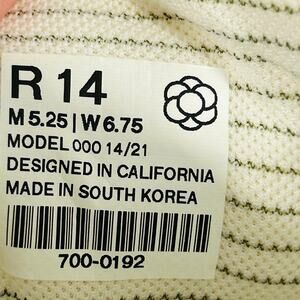 R 14
M 5.25 | W 6.75
MODEL 000 14/21
DESIGNED IN CALIFORNIA
MADE IN SOUTH KOREA
700-0192